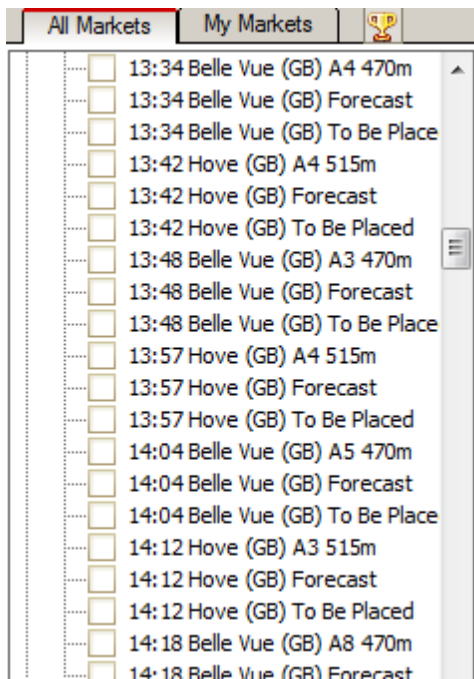 All Markets
My Markets
13:34 Belle Vue (GB) A4 470m
13:34 Belle Vue (GB) Forecast
13:34 Belle Vue (GB) To Be Place
13:42 Hove (GB) A4 515m
13:42 Hove (GB) Forecast
13:42 Hove (GB) To Be Placed
13:48 Belle Vue (GB) A3 470m
13:48 Belle Vue (GB) Forecast
13:48 Belle Vue (GB) To Be Place
13:57 Hove (GB) A4 515m
13:57 Hove (GB) Forecast
13:57 Hove (GB) To Be Placed
14:04 Belle Vue (GB) A5 470m
14:04 Belle Vue (GB) Forecast
14:04 Belle Vue (GB) To Be Place
14:12 Hove (GB) A3 515m
14:12 Hove (GB) Forecast
14:12 Hove (GB) To Be Placed
14:18 Belle Vue (GB) A8 470m
14:18 Belle Vue (GB) Forecast